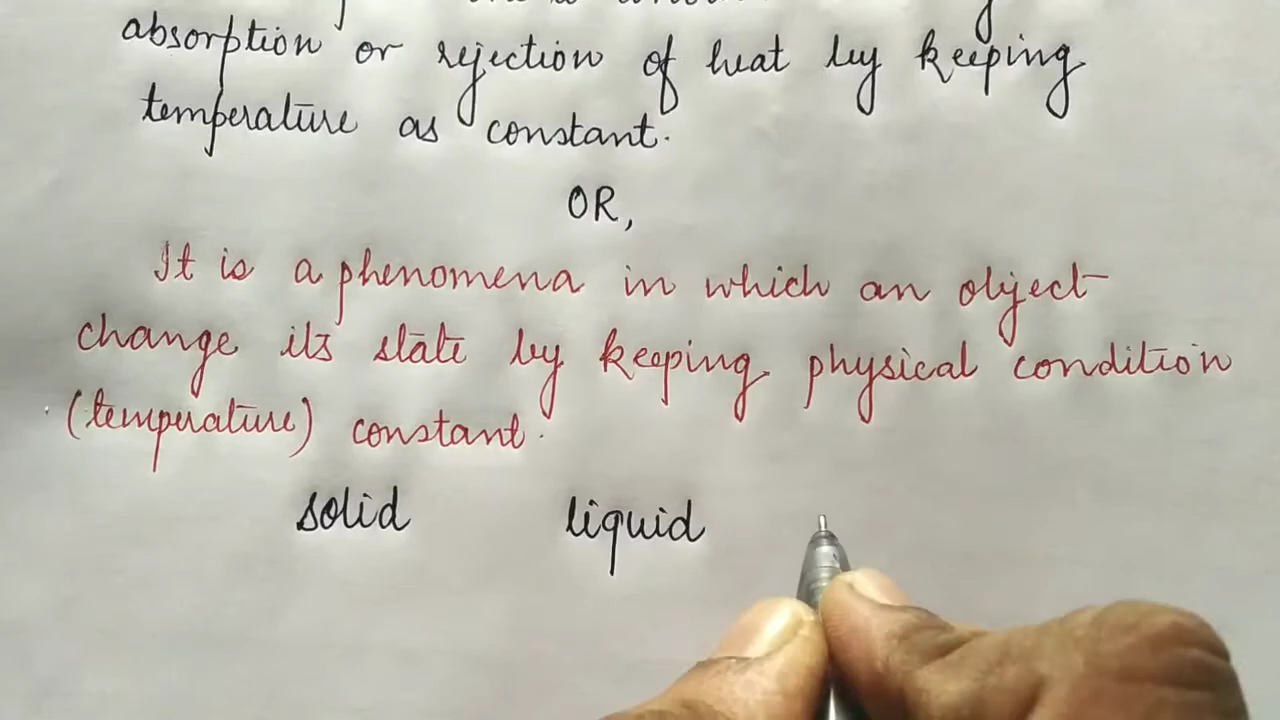 absorption or rejection of heat by keeping
temperature as constant.
OR,
It is a phenomena in which an object
change its state by keeping physical condition
(temperature) constant.
solid liquid